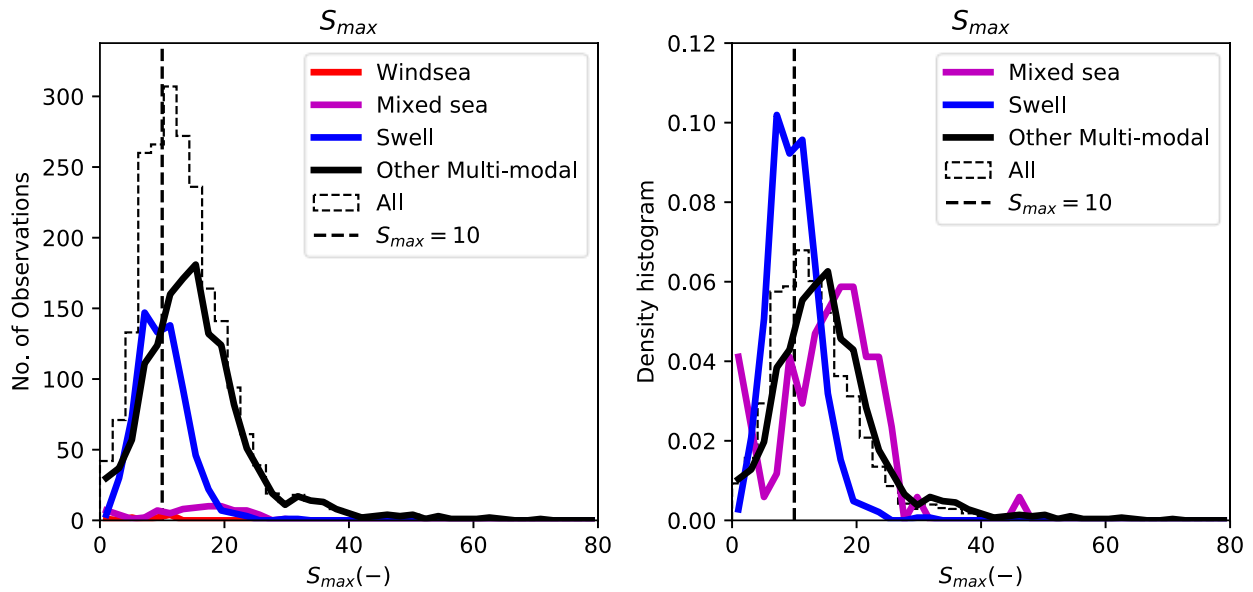 S_max
No. of Observations
300
250
200
150
100
50
0
0 20 40 60 80
S_max(−)
Windsea
Mixed sea
Swell
Other Multi-modal
All
S_max = 10
S_max
Density histogram
0.12
0.10
0.08
0.06
0.04
0.02
0.00
0 20 40 60 80
S_max(−)
Mixed sea
Swell
Other Multi-modal
All
S_max = 10